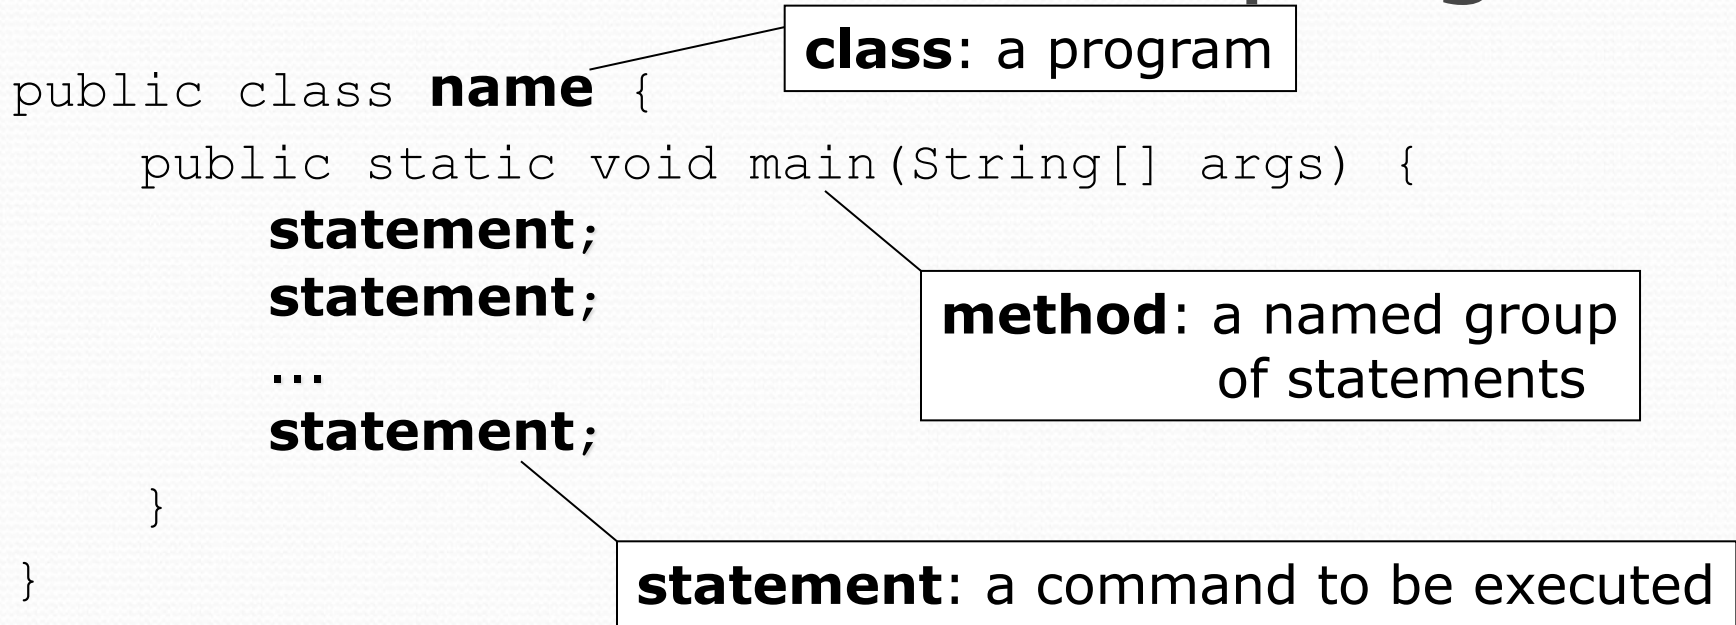 class: a program
public class name {
public static void main(String[] args) {
statement;
statement;
method: a named group
of statements
...
statement;
}
statement: a command to be executed
}